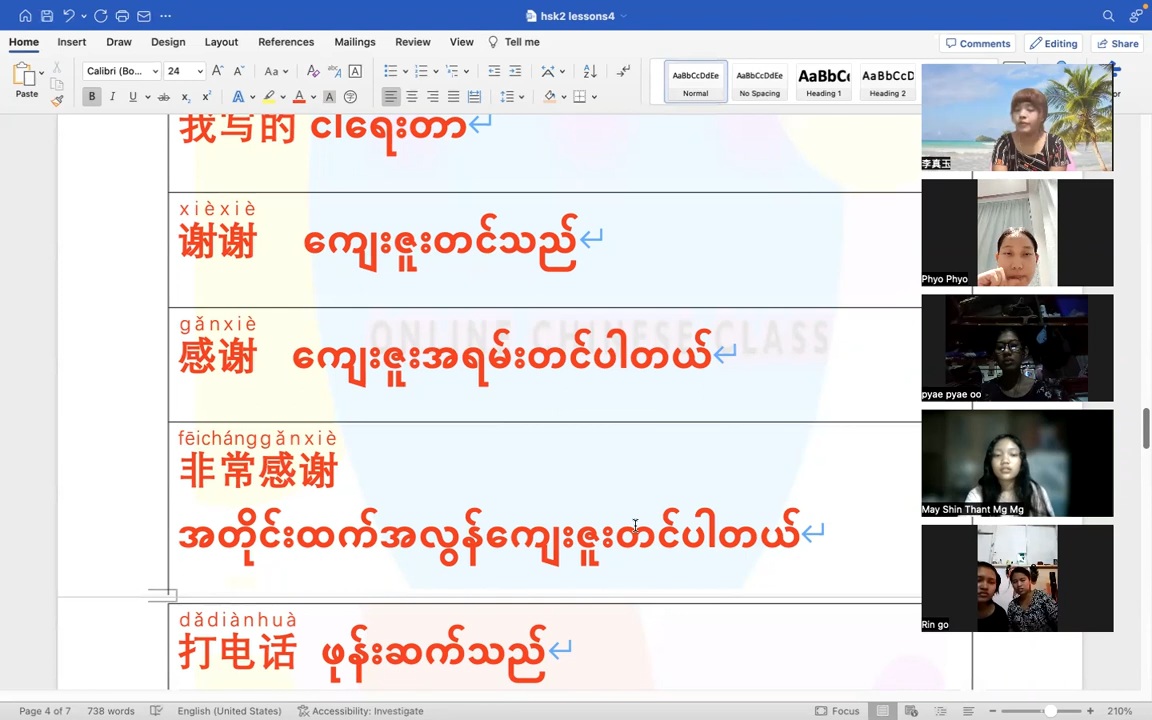 hsk2 lessons4
Home Insert Draw Design Layout References Mailings Review View Tell me
Comments Editing Share
Paste
Calibri (Bo... 24
AaBbCcDdEe AaBbCcDdEe AaBbC AaBbCcD
Normal No Spacing Heading 1 Heading 2
我写的 ငါရေးတာ
xièxiè
谢谢 ကျေးဇူးတင်သည်
ONLINE CHINESE CLASS
gǎnxiè
感谢 ကျေးဇူးအရမ်းတင်ပါတယ်
fēichánggǎnxiè
非常感谢
အတိုင်းထက်အလွန်ကျေးဇူးတင်ပါတယ်
dǎdiànhuà
打电话 ဖုန်းဆက်သည်
李真玉
Phyo Phyo
pyae pyae oo
May Shin Thant Mg Mg
Rin go
Page 4 of 7 738 words English (United States) Accessibility: Investigate
Focus 210%